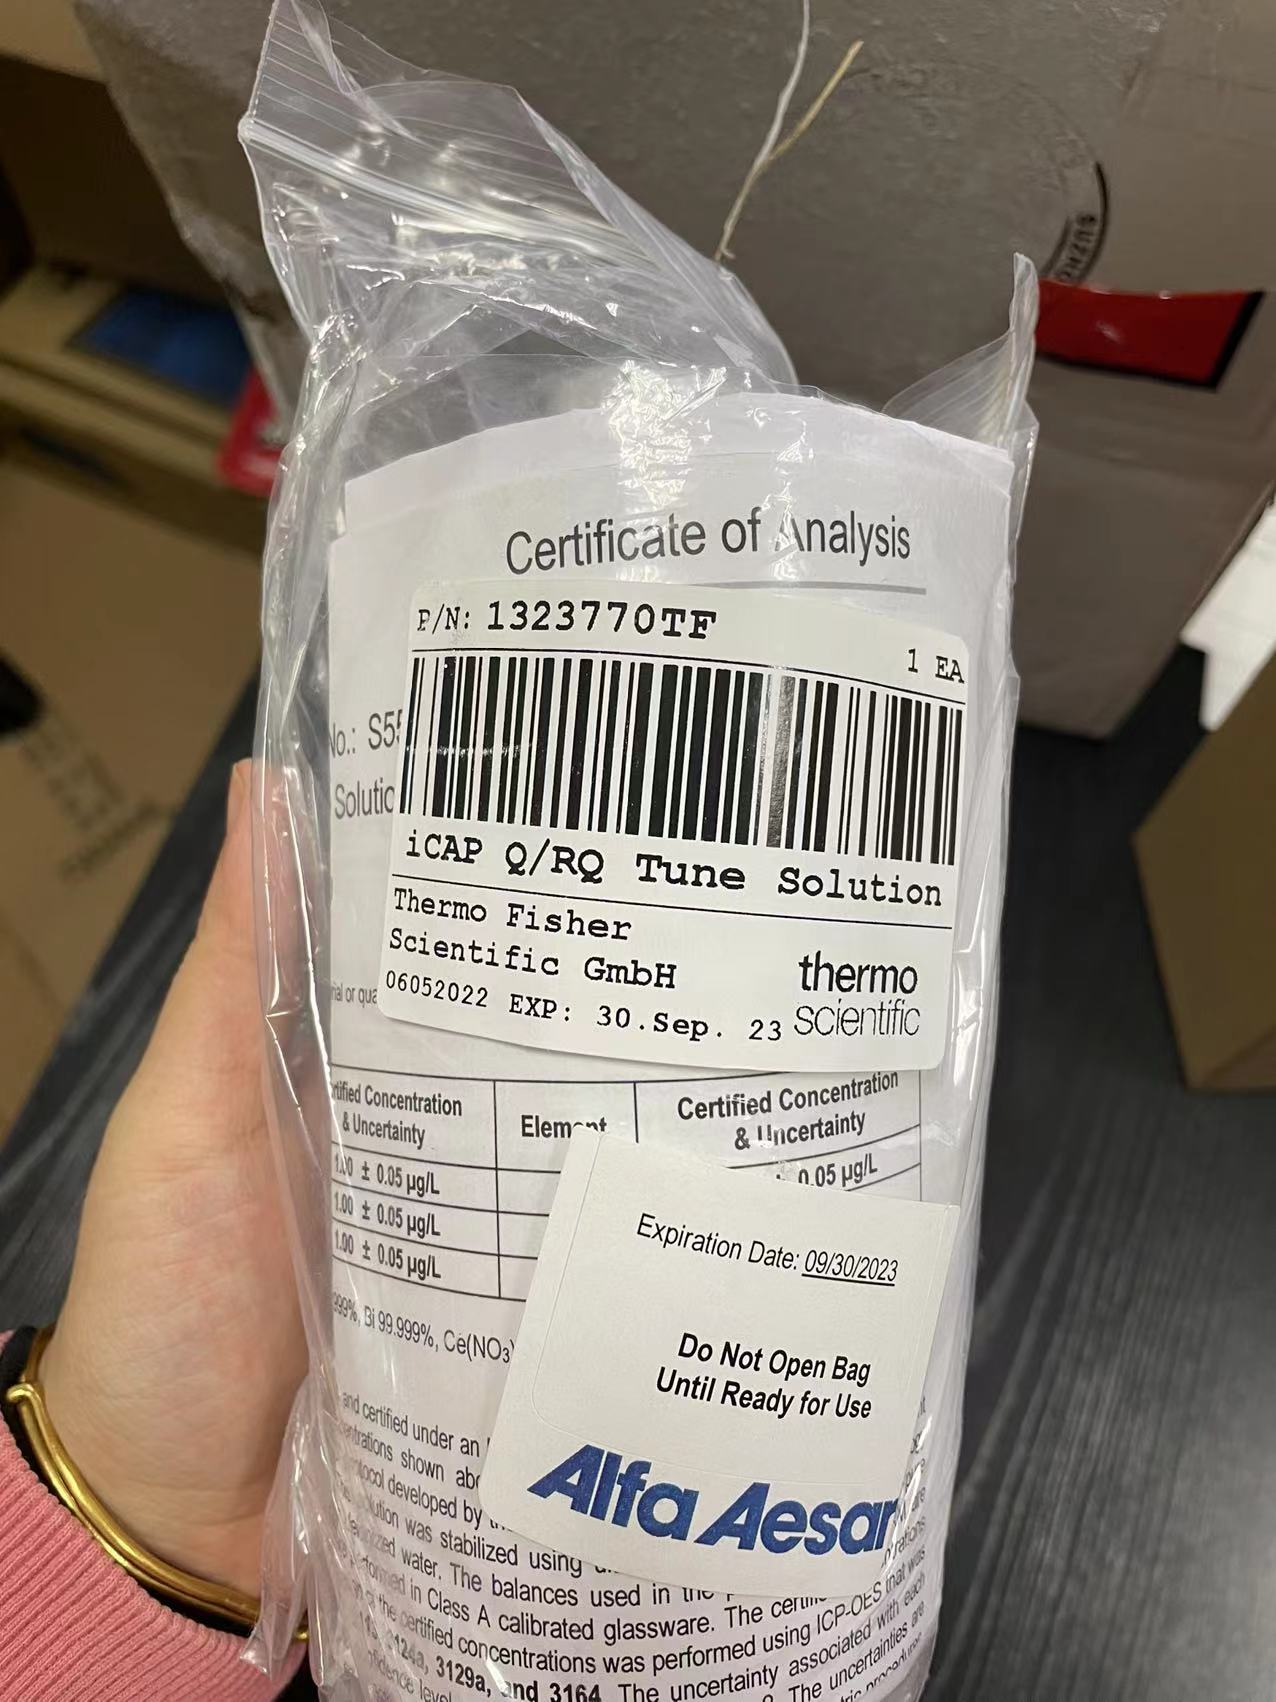 Certificate of Analysis
P/N: 1323770TF
1 EA
No.: S5
iCAP Q/RQ Tune Solution
Thermo Fisher
Scientific GmbH
thermo
scientific
06052022 EXP: 30.Sep. 23
Concentration
& Uncertainty
Element
Certified Concentration
& Uncertainty
1.00 ± 0.05 µg/L
0.05 µg/L
1.00 ± 0.05 µg/L
1.00 ± 0.05 µg/L
Bi 99.999%, Ce(NO3)
Expiration Date: 09/30/2023
Do Not Open Bag
Until Ready for Use
Alfa Aesar
and certified under an
shown
developed by
was stabilized using
water. The balances used in the
in Class A calibrated glassware. The
certified concentrations was performed using ICP-OES that was
3129a, and 3164. The uncertainty associated with each
level
The uncertainties are